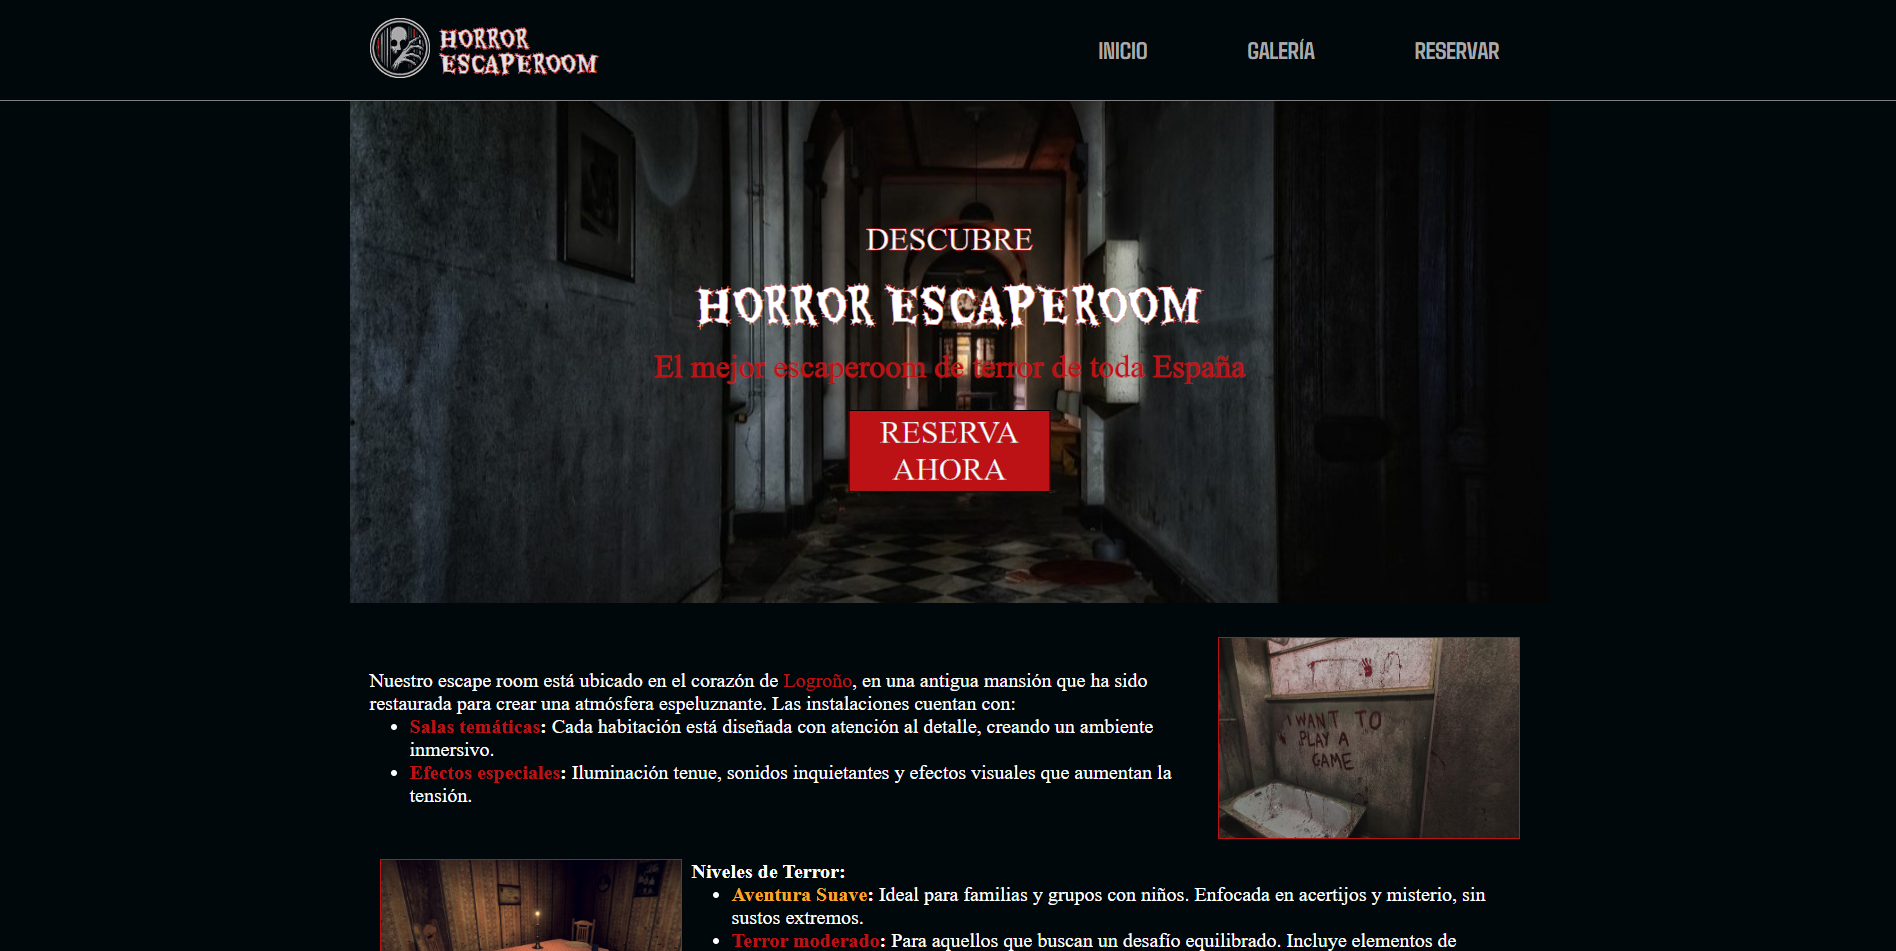 HORROR
ESCAPEROOM
INICIO
GALERÍA
RESERVAR
DESCUBRE
HORROR ESCAPEROOM
El mejor escaperoom de terror de toda España
RESERVA
AHORA
Nuestro escape room está ubicado en el corazón de Logroño, en una antigua mansión que ha sido
restaurada para crear una atmósfera espeluznante. Las instalaciones cuentan con:
• Salas temáticas: Cada habitación está diseñada con atención al detalle, creando un ambiente
inmersivo.
• Efectos especiales: Iluminación tenue, sonidos inquietantes y efectos visuales que aumentan la
tensión.
I WANT TO
PLAY A
GAME
Niveles de Terror:
• Aventura Suave: Ideal para familias y grupos con niños. Enfocada en acertijos y misterio, sin
sustos extremos.
• Terror moderado: Para aquellos que buscan un desafío equilibrado. Incluye elementos de